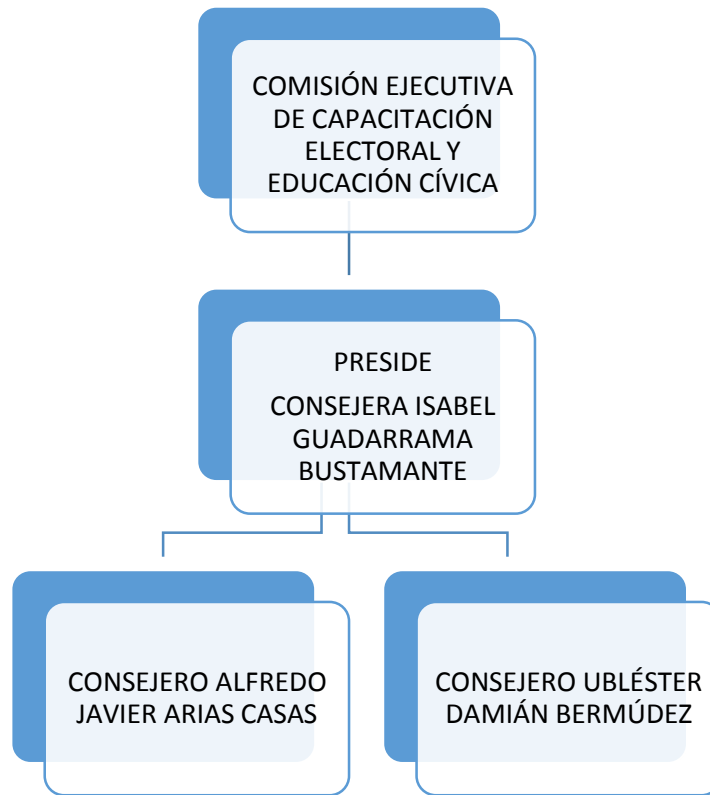 COMISIÓN EJECUTIVA
DE CAPACITACIÓN
ELECTORAL Y
EDUCACIÓN CÍVICA
PRESIDE
CONSEJERA ISABEL
GUADARRAMA
BUSTAMANTE
CONSEJERO ALFREDO
JAVIER ARIAS CASAS
CONSEJERO UBLÉSTER
DAMIÁN BERMÚDEZ